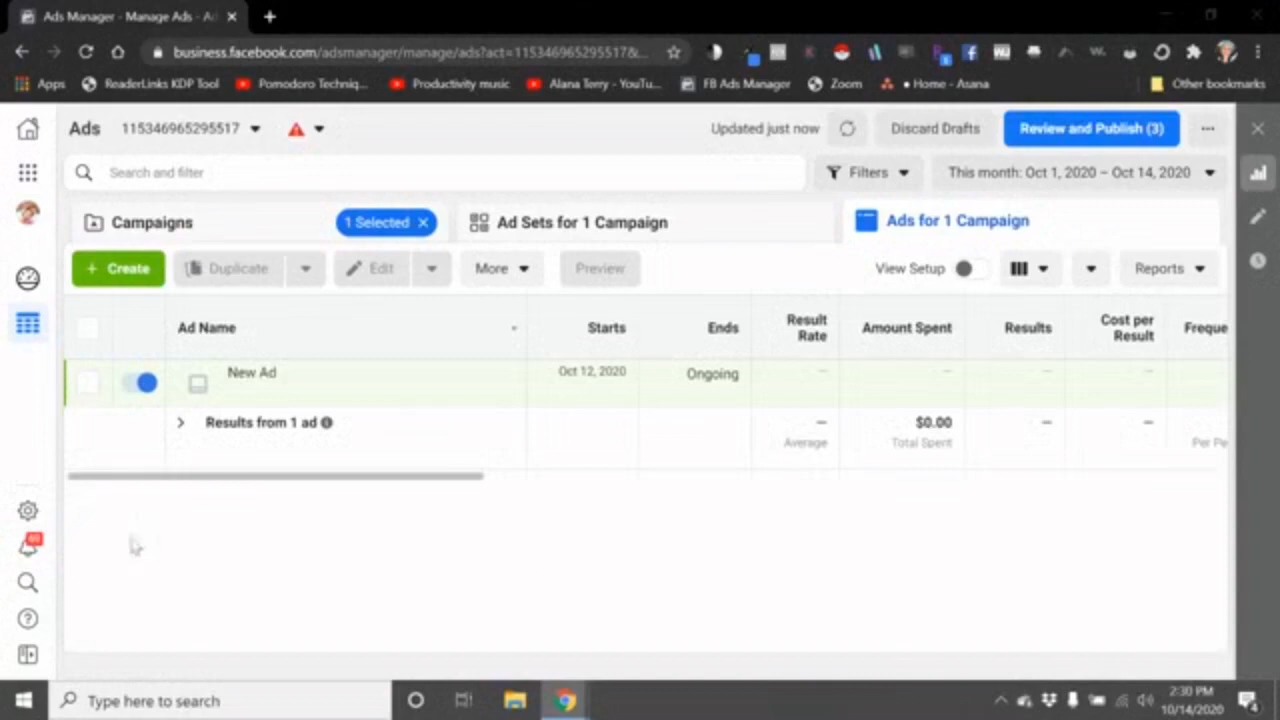 Ads Manager - Manage Ads - Ad
business.facebook.com/adsmanager/manage/ads?act=115346965295517&...
Apps ReaderLinks KDP Tool Pomodoro Techniq... Productivity music Alana Terry - YouTu... FB Ads Manager Zoom • Home - Asana Other bookmarks
Ads 115346965295517 Updated just now Discard Drafts Review and Publish (3)
Search and filter Filters This month: Oct 1, 2020 – Oct 14, 2020
Campaigns 1 Selected Ad Sets for 1 Campaign Ads for 1 Campaign
+ Create Duplicate Edit More Preview View Setup Reports
Ad Name Starts Ends Result Rate Amount Spent Results Cost per Result Freque
New Ad Oct 12, 2020 Ongoing — — — —
Results from 1 ad — $0.00 — —
Average Total Spent Per Pe
Type here to search
2:30 PM
10/14/2020
4